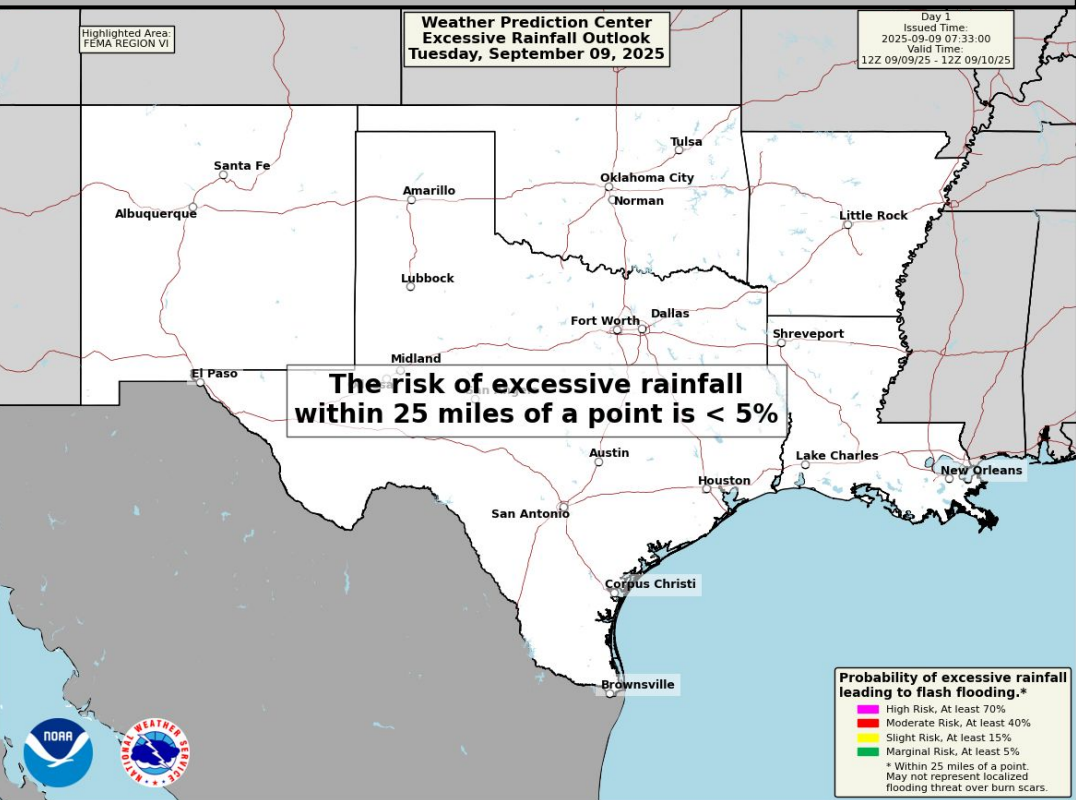 Highlighted Area:
FEMA REGION VI
Weather Prediction Center
Excessive Rainfall Outlook
Tuesday, September 09, 2025
Day 1
Issued Time:
2025-09-09 07:33:00
Valid Time:
12Z 09/09/25 - 12Z 09/10/25
Tulsa
Santa Fe
Oklahoma City
Amarillo
Norman
Albuquerque
Little Rock
Lubbock
Dallas
Fort Worth
Shreveport
Midland
El Paso
The risk of excessive rainfall
within 25 miles of a point is < 5%
Austin
Lake Charles
New Orleans
Houston
San Antonio
Corpus Christi
Brownsville
Probability of excessive rainfall
leading to flash flooding.*
High Risk, At least 70%
Moderate Risk, At least 40%
Slight Risk, At least 15%
Marginal Risk, At least 5%
* Within 25 miles of a point.
May not represent localized
flooding threat over burn scars.
NOAA
NATIONAL WEATHER SERVICE